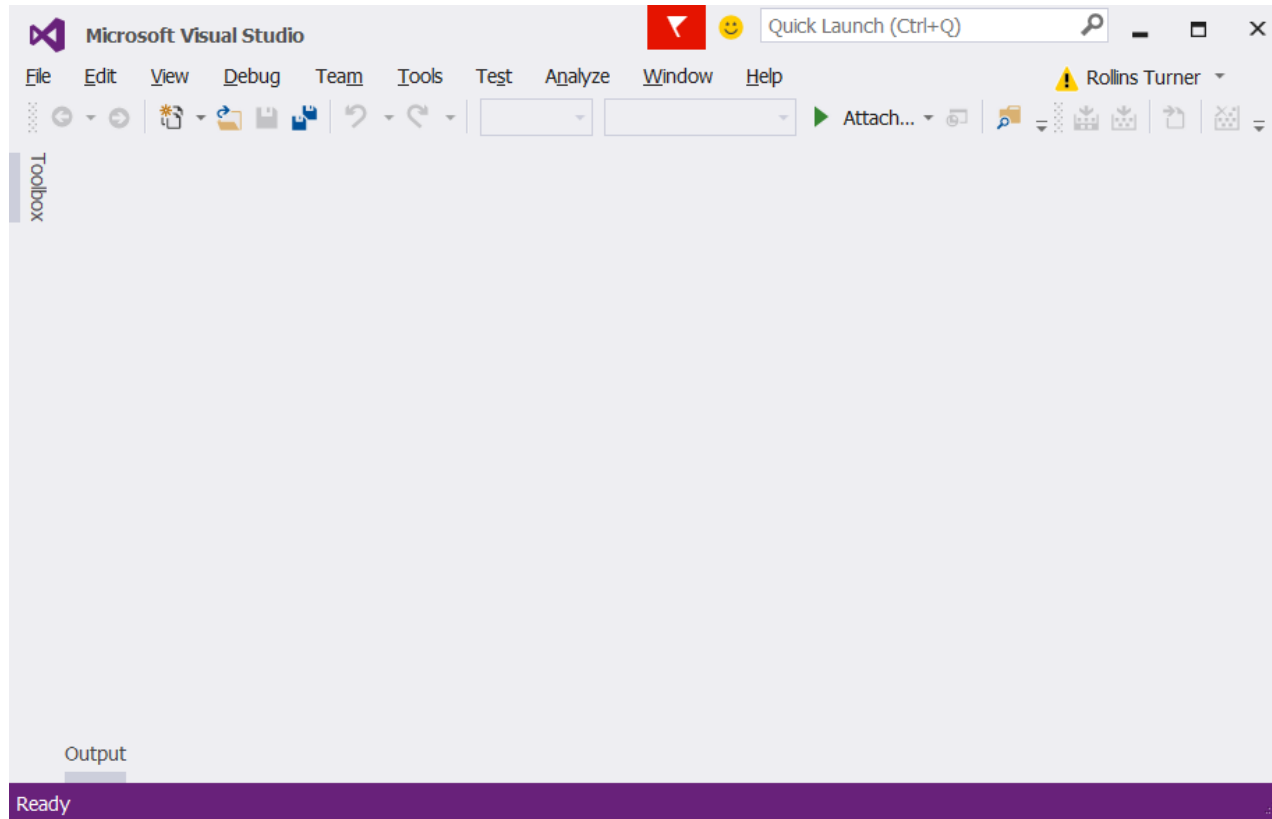 Microsoft Visual Studio Quick Launch (Ctrl+Q)
File Edit View Debug Team Tools Test Analyze Window Help Rollins Turner
Attach...
Toolbox
Output
Ready